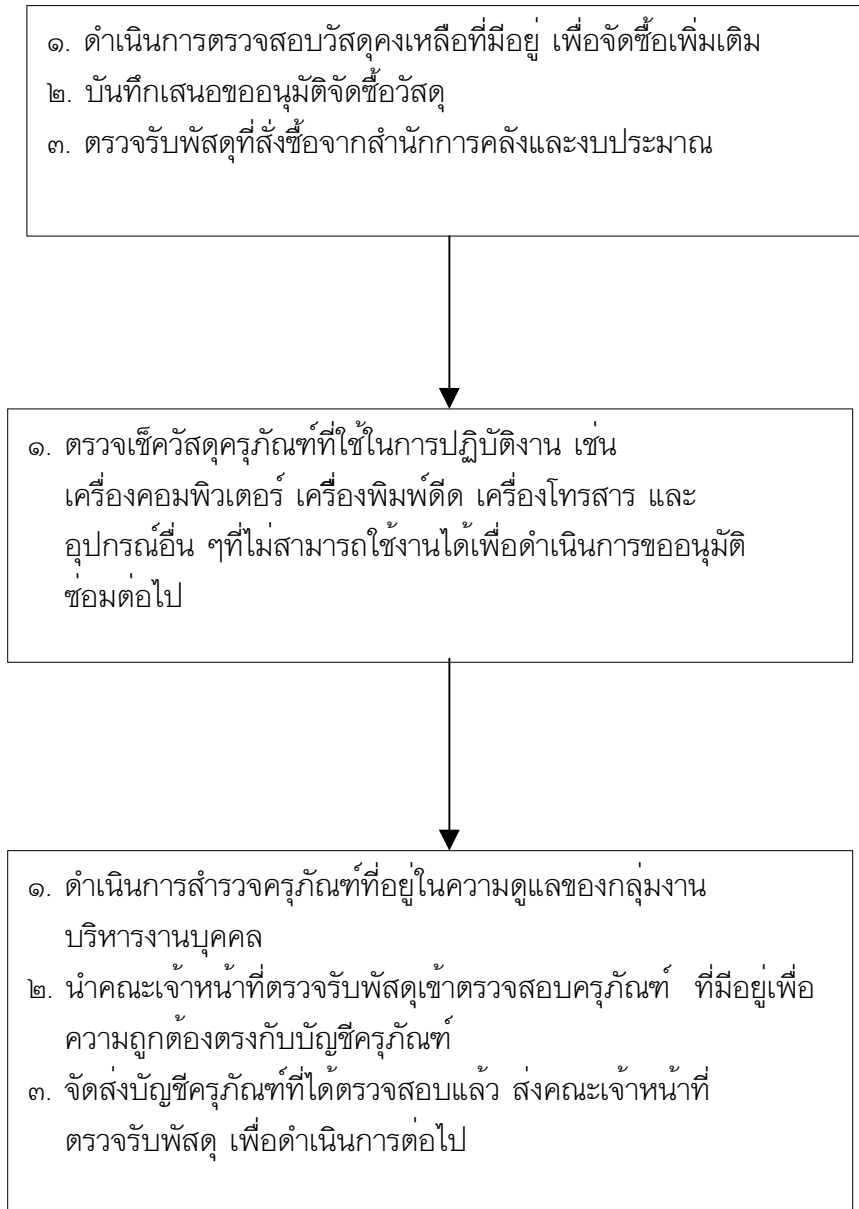 ๑. ดำเนินการตรวจสอบวัสดุคงเหลือที่มีอยู่ เพื่อจัดซื้อเพิ่มเติม
๒. บันทึกเสนอขออนุมัติจัดซื้อวัสดุ
๓. ตรวจรับพัสดุที่สั่งซื้อจากสำนักการคลังและงบประมาณ
๑. ตรวจเช็ควัสดุครุภัณฑ์ที่ใช้ในการปฏิบัติงาน เช่น
เครื่องคอมพิวเตอร์ เครื่องพิมพ์ดีด เครื่องโทรสาร และ
อุปกรณ์อื่น ๆที่ไม่สามารถใช้งานได้เพื่อดำเนินการขออนุมัติ
ซ่อมต่อไป
๑. ดำเนินการสำรวจครุภัณฑ์ที่อยู่ในความดูแลของกลุ่มงาน
บริหารงานบุคคล
๒. นำคณะเจ้าหน้าที่ตรวจรับพัสดุเข้าตรวจสอบครุภัณฑ์ ที่มีอยู่เพื่อ
ความถูกต้องตรงกับบัญชีครุภัณฑ์
๓. จัดส่งบัญชีครุภัณฑ์ที่ได้ตรวจสอบแล้ว ส่งคณะเจ้าหน้าที่
ตรวจรับพัสดุ เพื่อดำเนินการต่อไป